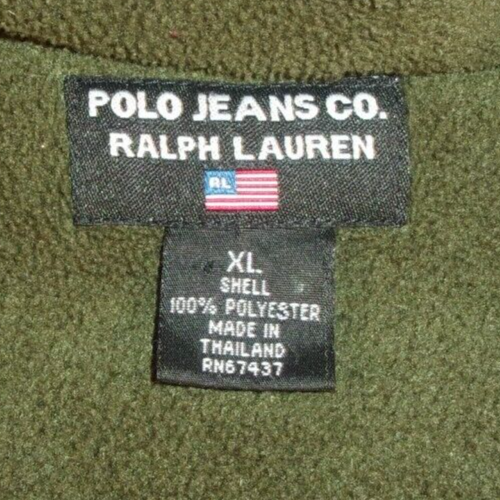 POLO JEANS CO.
RALPH LAUREN
RL
XL
SHELL
100% POLYESTER
MADE IN
THAILAND
RN67437